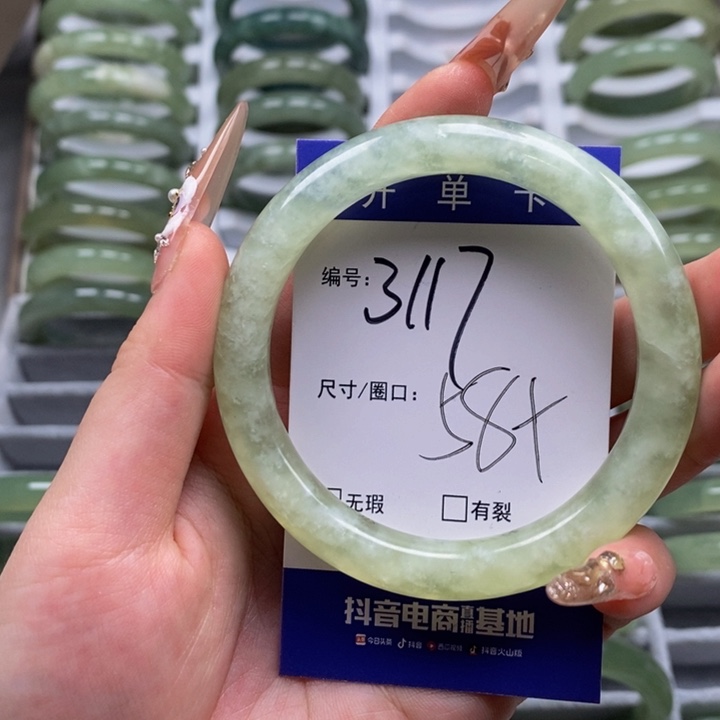 开单卡
编号：3117
尺寸/圈口：58+
□无瑕 □有裂
抖音电商直播基地
今日头条 抖音 西瓜视频 抖音火山版